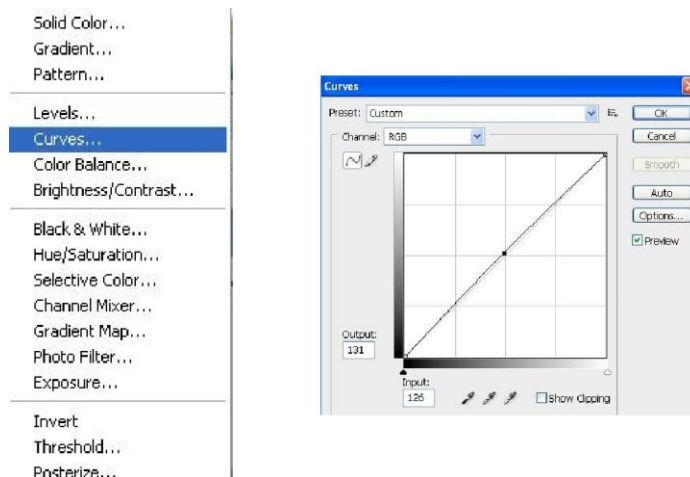 Solid Color...
Gradient...
Pattern...
Levels...
Curves...
Color Balance...
Brightness/Contrast...
Black & White...
Hue/Saturation...
Selective Color...
Channel Mixer...
Gradient Map...
Photo Filter...
Exposure...
Invert
Threshold...
Posterize...
Curves
Preset: Custom
OK
Channel: RGB
Cancel
Smooth
Auto
Options...
Preview
Output:
131
Input:
126
Show Clipping